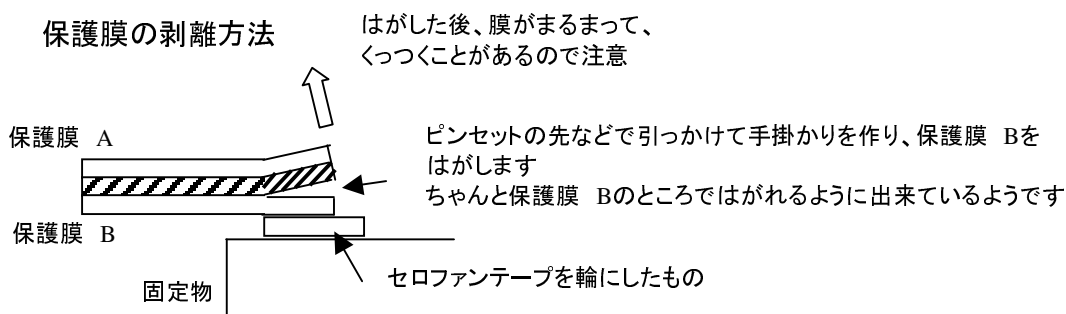 保護膜の剥離方法
はがした後、膜がまるまって、
くっつくことがあるので注意
保護膜 A
ピンセットの先などで引っかけて手掛かりを作り、保護膜 Bを
はがします
ちゃんと保護膜 Bのところではがれるように出来ているようです
保護膜 B
セロファンテープを輪にしたもの
固定物